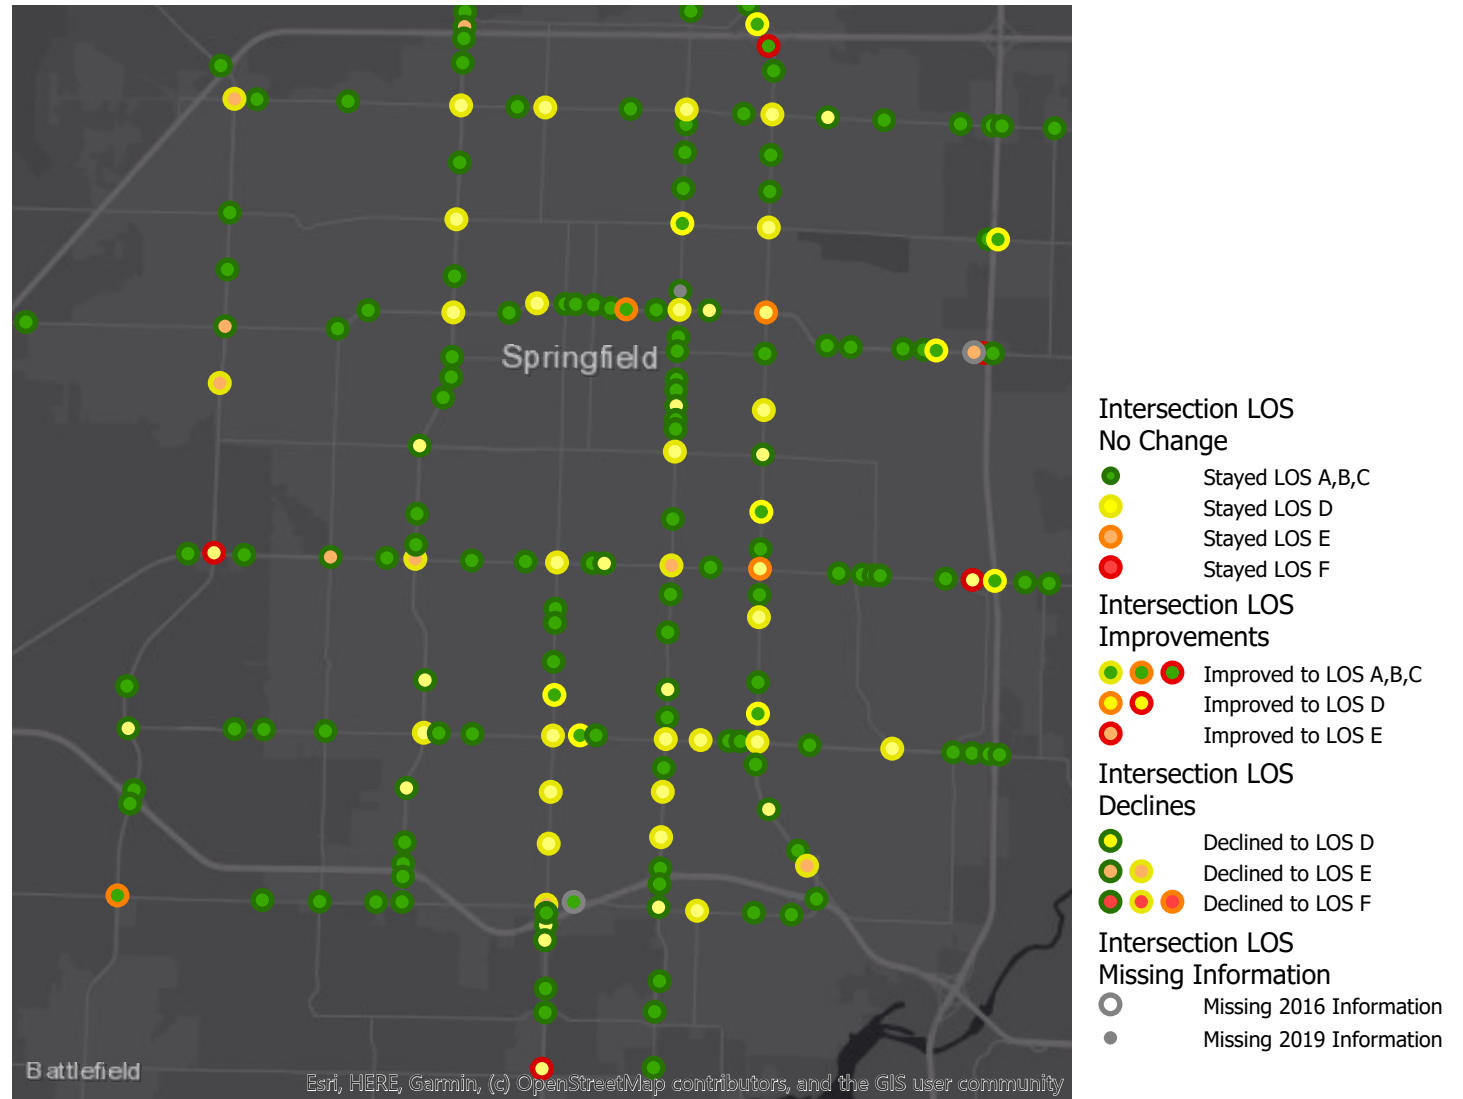 Springfield
Battlefield
Esri, HERE, Garmin, (c) OpenStreetMap contributors, and the GIS user community
Intersection LOS
No Change
Stayed LOS A,B,C
Stayed LOS D
Stayed LOS E
Stayed LOS F
Intersection LOS
Improvements
Improved to LOS A,B,C
Improved to LOS D
Improved to LOS E
Intersection LOS
Declines
Declined to LOS D
Declined to LOS E
Declined to LOS F
Intersection LOS
Missing Information
Missing 2016 Information
Missing 2019 Information